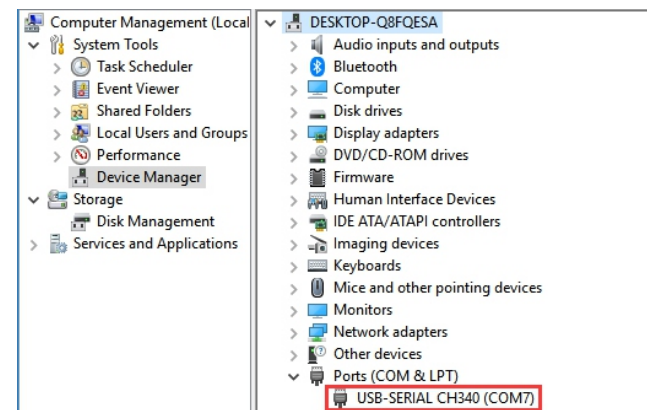 Computer Management (Local
System Tools
Task Scheduler
Event Viewer
Shared Folders
Local Users and Groups
Performance
Device Manager
Storage
Disk Management
Services and Applications
DESKTOP-Q8FQESA
Audio inputs and outputs
Bluetooth
Computer
Disk drives
Display adapters
DVD/CD-ROM drives
Firmware
Human Interface Devices
IDE ATA/ATAPI controllers
Imaging devices
Keyboards
Mice and other pointing devices
Monitors
Network adapters
Other devices
Ports (COM & LPT)
USB-SERIAL CH340 (COM7)